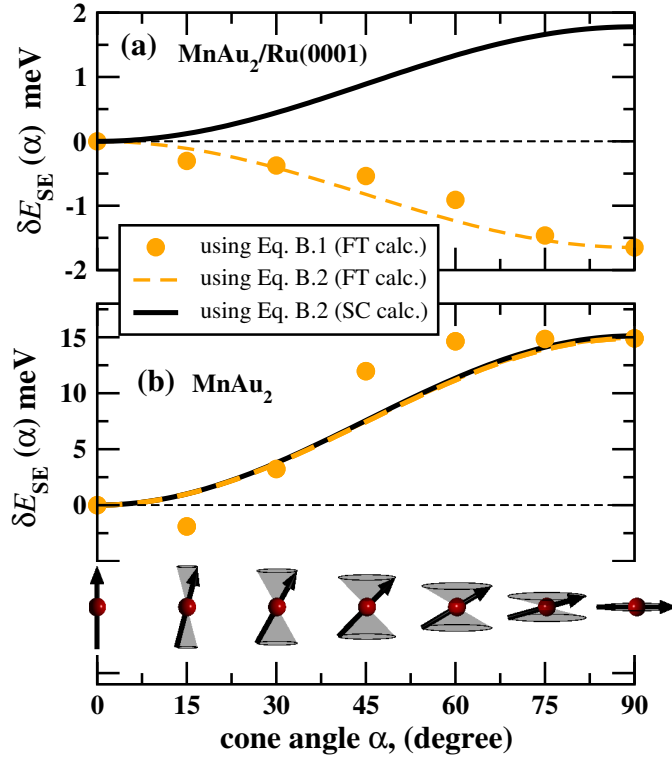 (a) MnAu₂/Ru(0001)
δE_SE (α) meV
2
1
0
-1
-2
using Eq. B.1 (FT calc.)
using Eq. B.2 (FT calc.)
using Eq. B.2 (SC calc.)
(b) MnAu₂
δE_SE (α) meV
15
10
5
0
0 15 30 45 60 75 90
cone angle α, (degree)